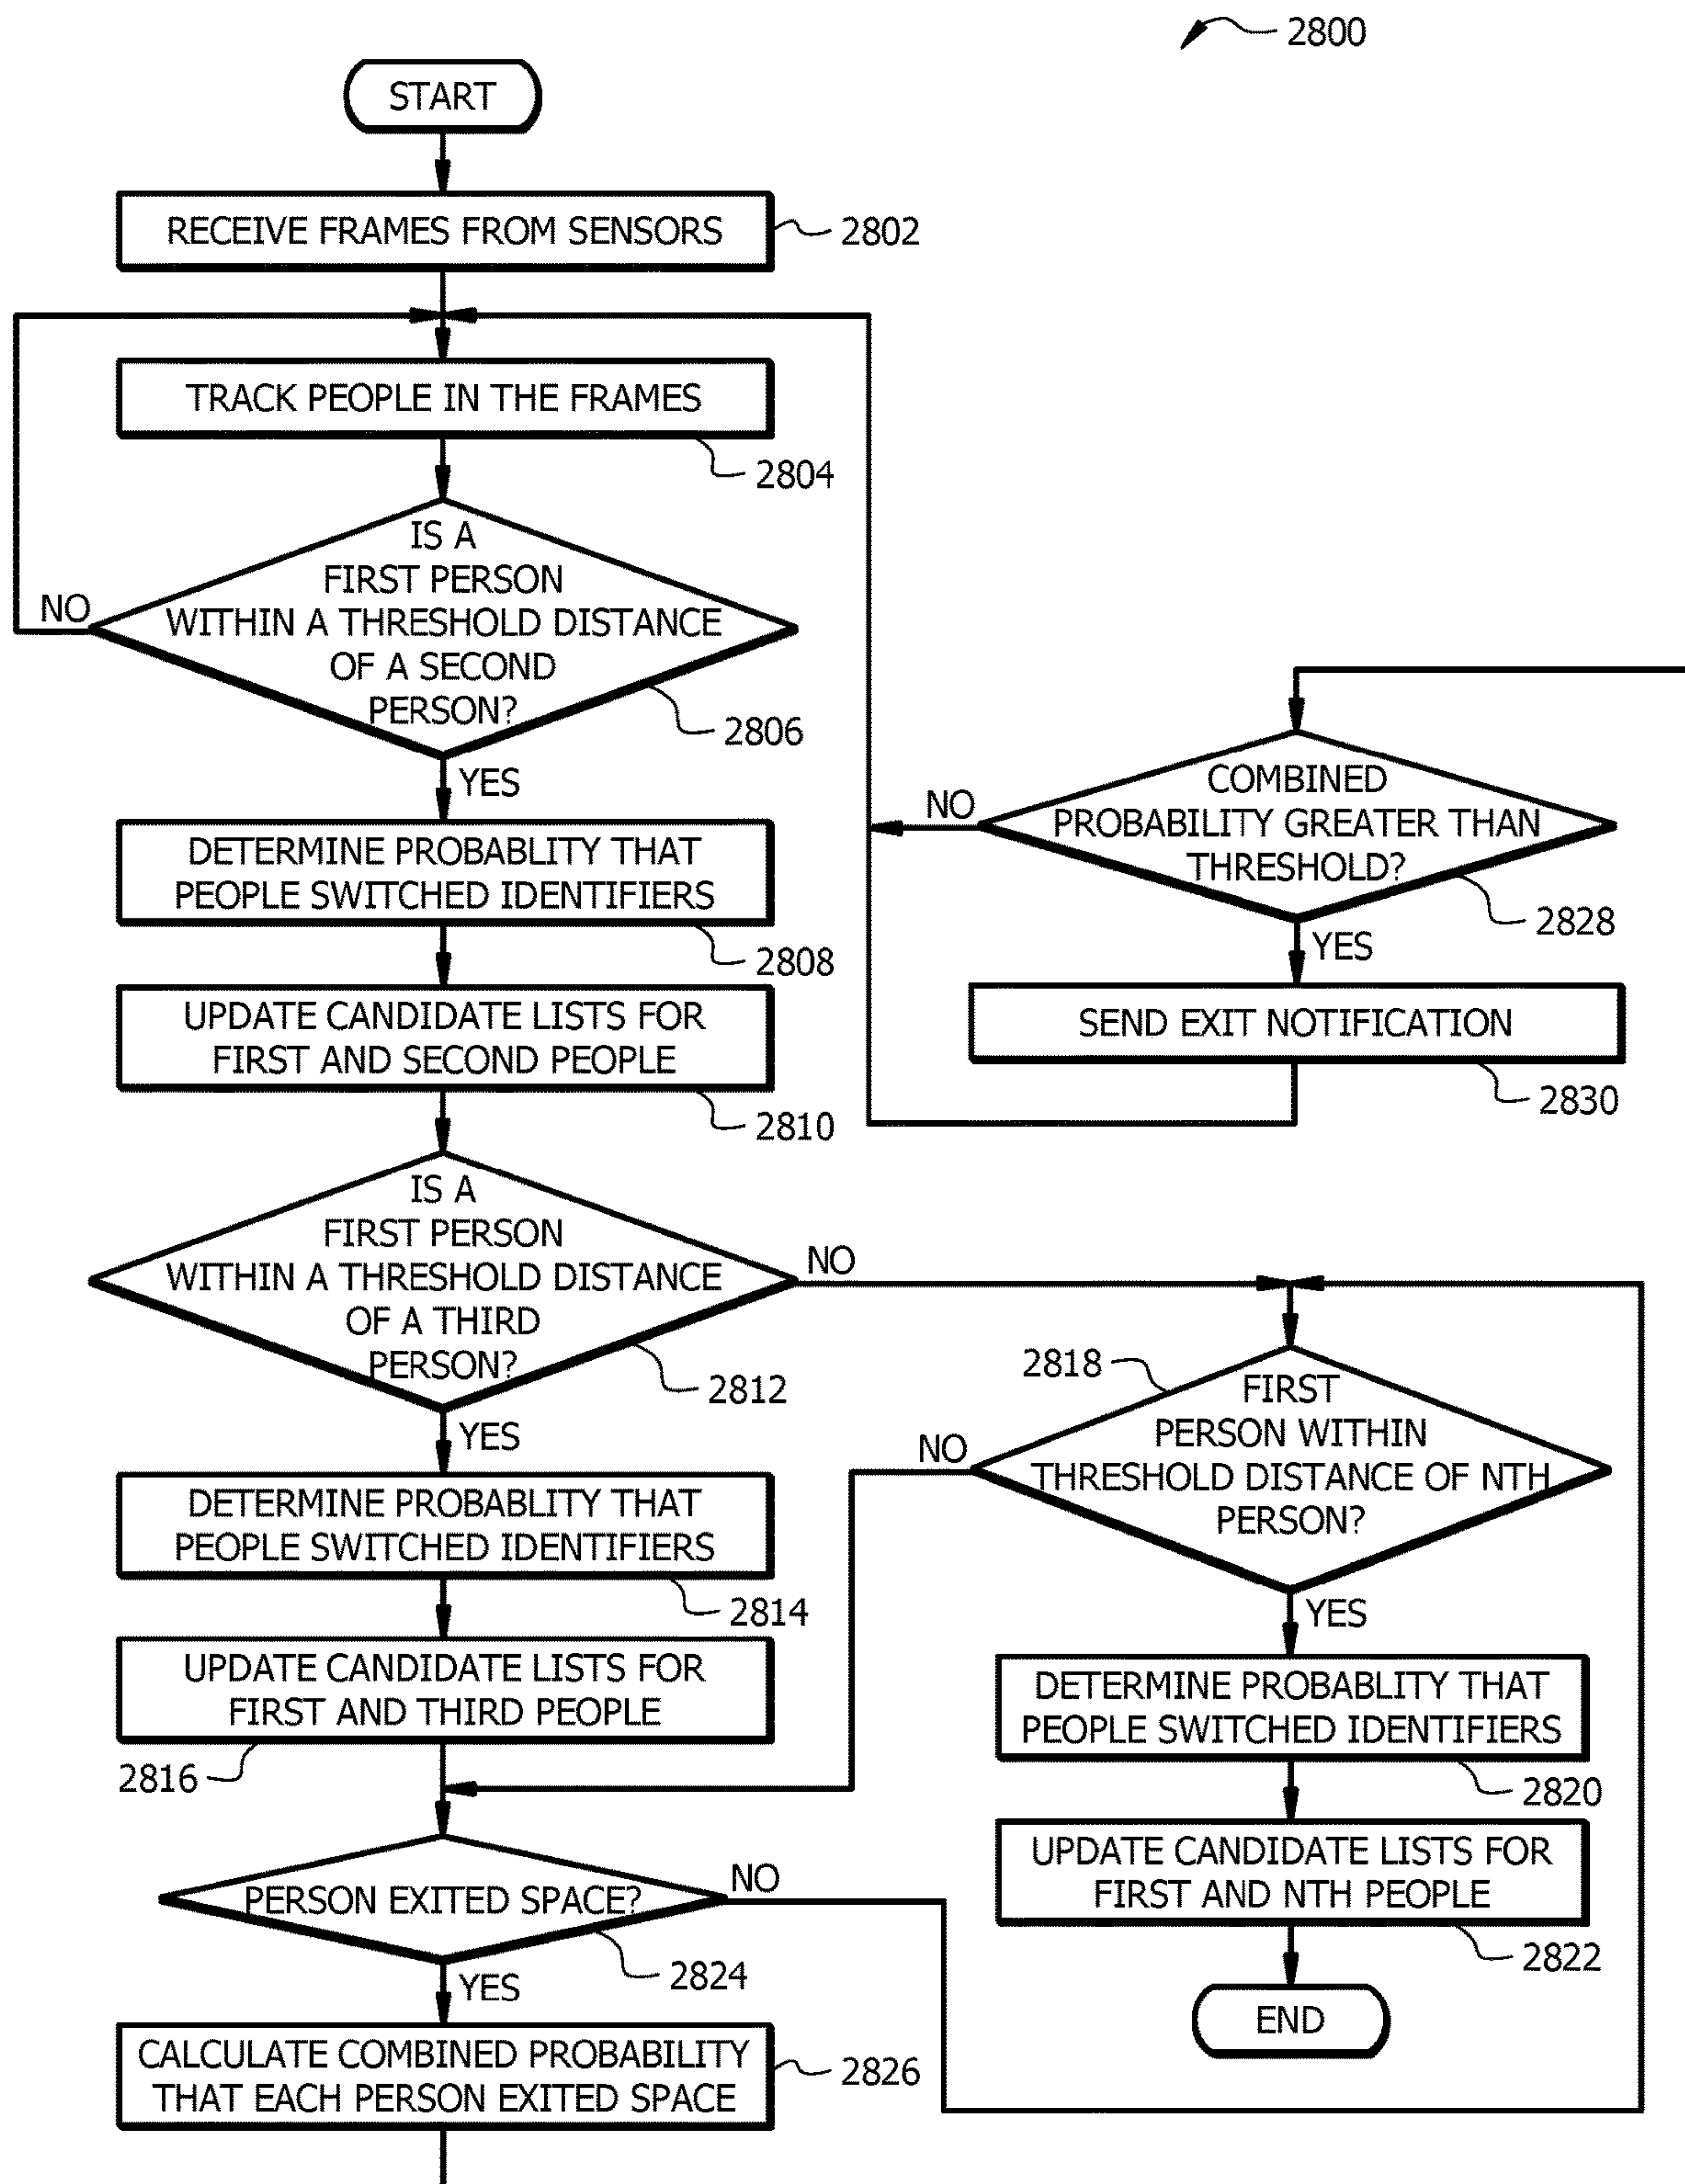 2800
START
RECEIVE FRAMES FROM SENSORS
2802
TRACK PEOPLE IN THE FRAMES
2804
IS A
FIRST PERSON
WITHIN A THRESHOLD DISTANCE
OF A SECOND
PERSON?
NO
2806
YES
DETERMINE PROBABLITY THAT
PEOPLE SWITCHED IDENTIFIERS
2808
UPDATE CANDIDATE LISTS FOR
FIRST AND SECOND PEOPLE
2810
IS A
FIRST PERSON
WITHIN A THRESHOLD DISTANCE
OF A THIRD
PERSON?
NO
2812
YES
DETERMINE PROBABLITY THAT
PEOPLE SWITCHED IDENTIFIERS
2814
UPDATE CANDIDATE LISTS FOR
FIRST AND THIRD PEOPLE
2816
PERSON EXITED SPACE?
NO
2824
YES
CALCULATE COMBINED PROBABILITY
THAT EACH PERSON EXITED SPACE
2826
COMBINED
PROBABILITY GREATER THAN
THRESHOLD?
NO
2828
YES
SEND EXIT NOTIFICATION
2830
2818
FIRST
PERSON WITHIN
THRESHOLD DISTANCE OF NTH
PERSON?
NO
YES
DETERMINE PROBABLITY THAT
PEOPLE SWITCHED IDENTIFIERS
2820
UPDATE CANDIDATE LISTS FOR
FIRST AND NTH PEOPLE
2822
END